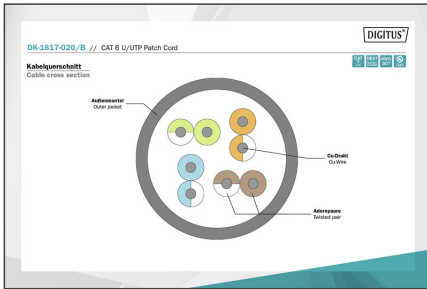 DIGITUS®
DK-1617-020/B // CAT 6 U/UTP Patch Cord
Kabelquerschnitt
Cable cross section
Außenmantel
Outer jacket
Cu-Draht
Cu-Wire
Adernpaare
Twisted pair